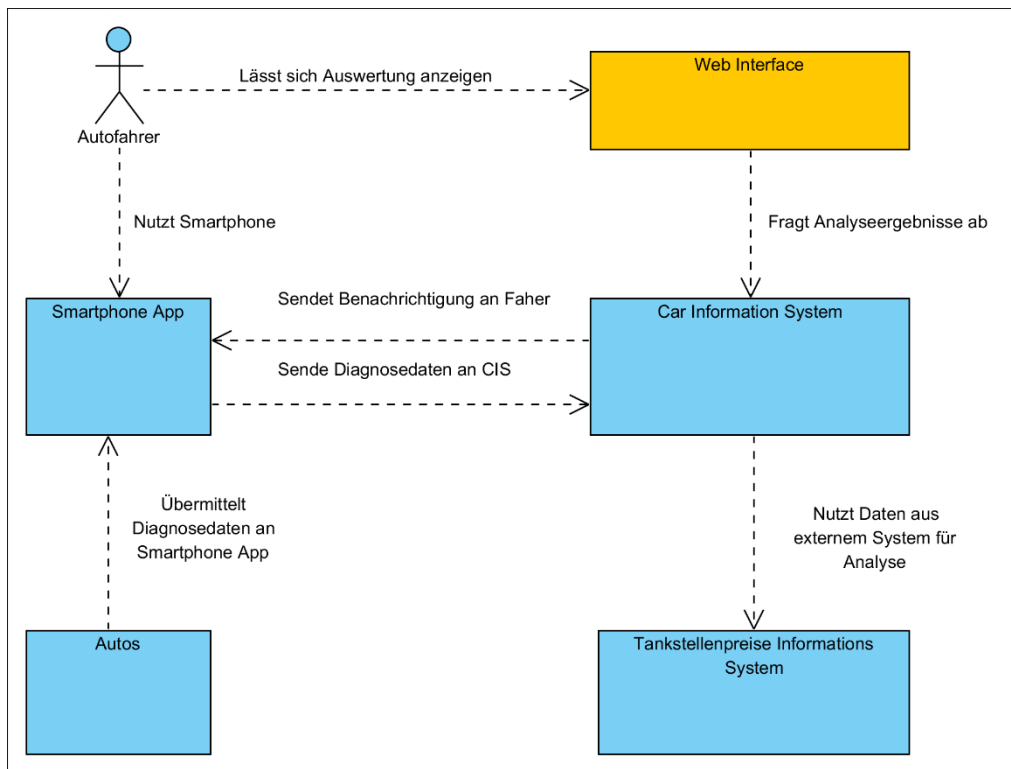 Lässt sich Auswertung anzeigen
Web Interface
Autofahrer
Nutzt Smartphone
Fragt Analyseergebnisse ab
Smartphone App
Sendet Benachrichtigung an Faher
Car Information System
Sende Diagnosedaten an CIS
Übermittelt
Diagnosedaten an
Smartphone App
Nutzt Daten aus
externem System für
Analyse
Autos
Tankstellenpreise Informations
System